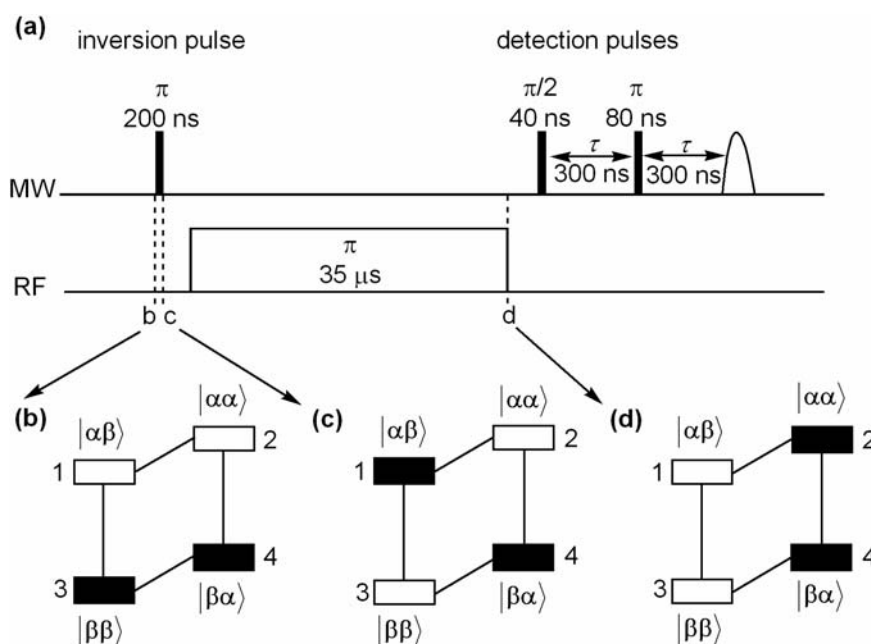 (a)
inversion pulse detection pulses
π π/2 π
200 ns 40 ns 80 ns
τ τ
300 ns 300 ns
MW
π
35 μs
RF
b c d
(b) (c) (d)
|αβ⟩ |αα⟩ |αβ⟩ |αα⟩ |αβ⟩ |αα⟩
1 2 1 2 1 2
3 4 3 4 3 4
|ββ⟩ |βα⟩ |ββ⟩ |βα⟩ |ββ⟩ |βα⟩